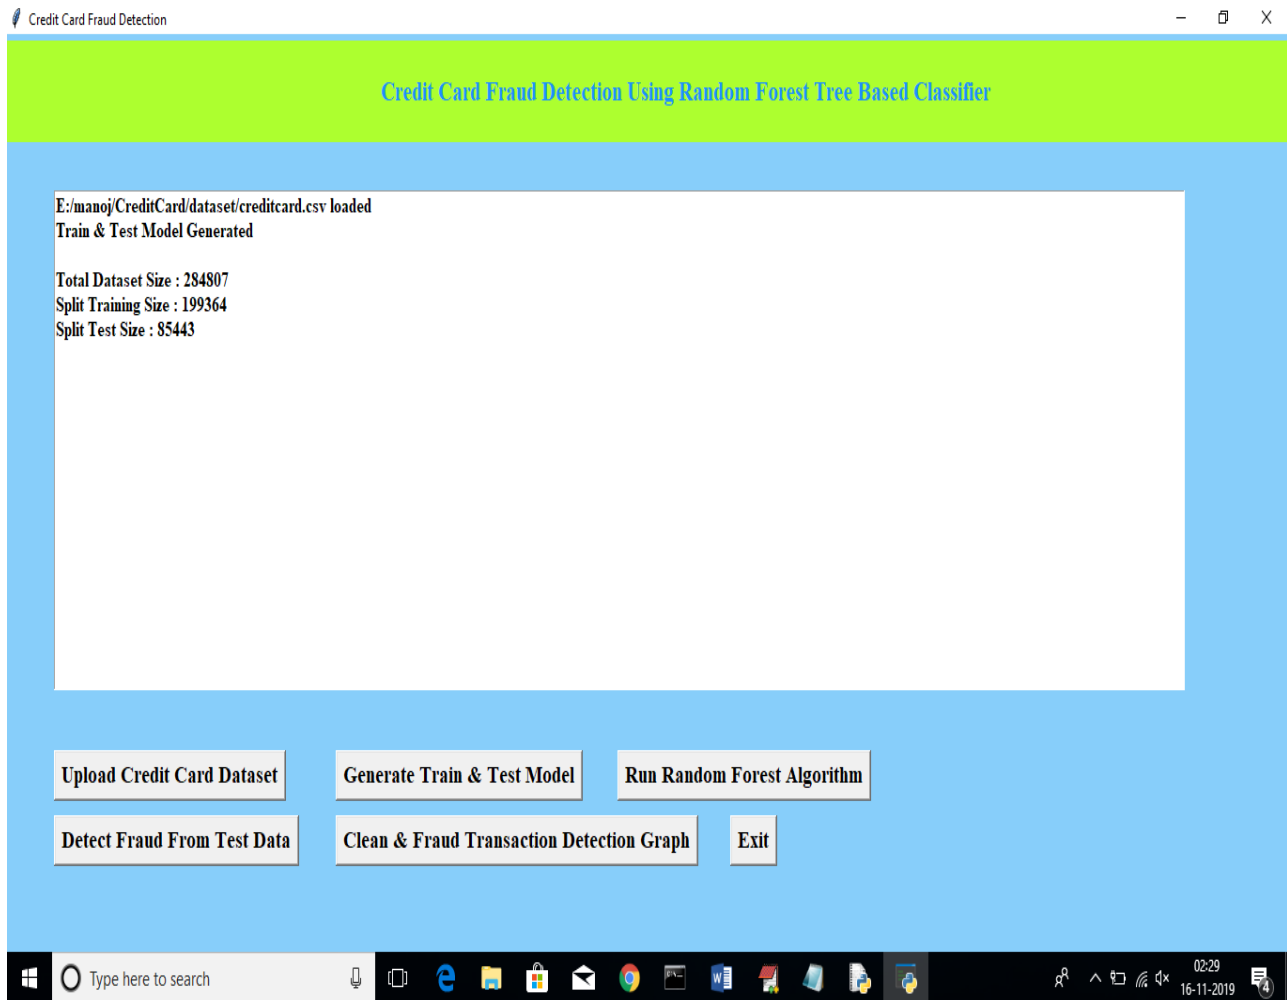 Credit Card Fraud Detection
Credit Card Fraud Detection Using Random Forest Tree Based Classifier
E:/manoj/CreditCard/dataset/creditcard.csv loaded
Train & Test Model Generated
Total Dataset Size : 284807
Split Training Size : 199364
Split Test Size : 85443
Upload Credit Card Dataset
Generate Train & Test Model
Run Random Forest Algorithm
Detect Fraud From Test Data
Clean & Fraud Transaction Detection Graph
Exit
Type here to search
02:29
16-11-2019
4